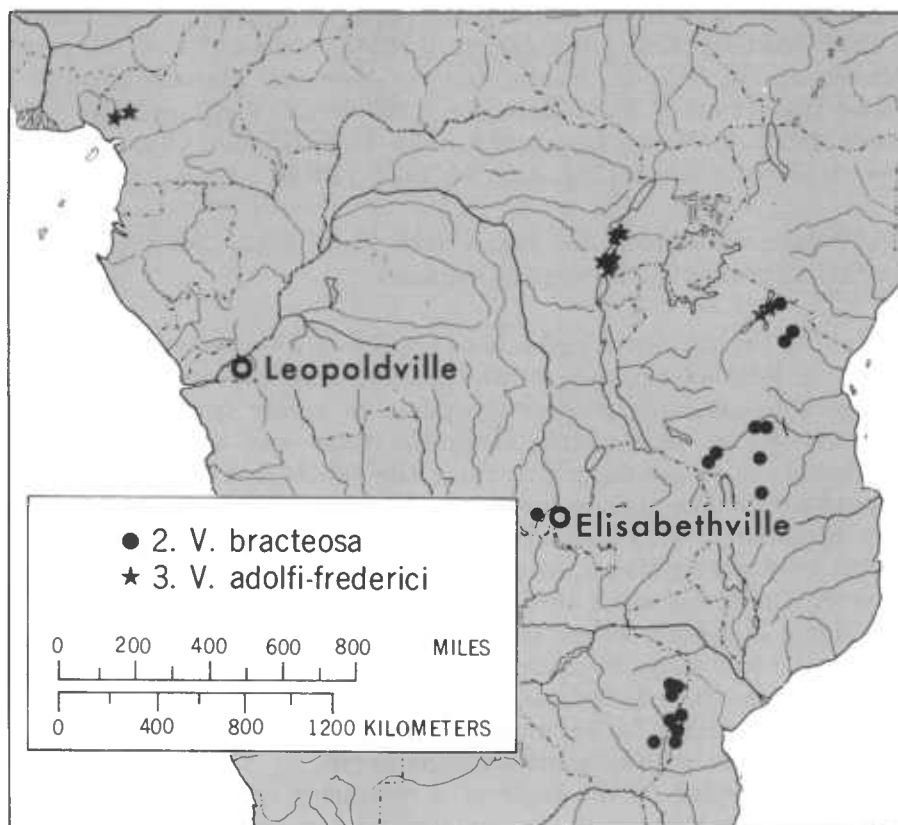 Leopoldville
Elisabethville
● 2. V. bracteosa
★ 3. V. adolfi-frederici
0 200 400 600 800 MILES
0 400 800 1200 KILOMETERS